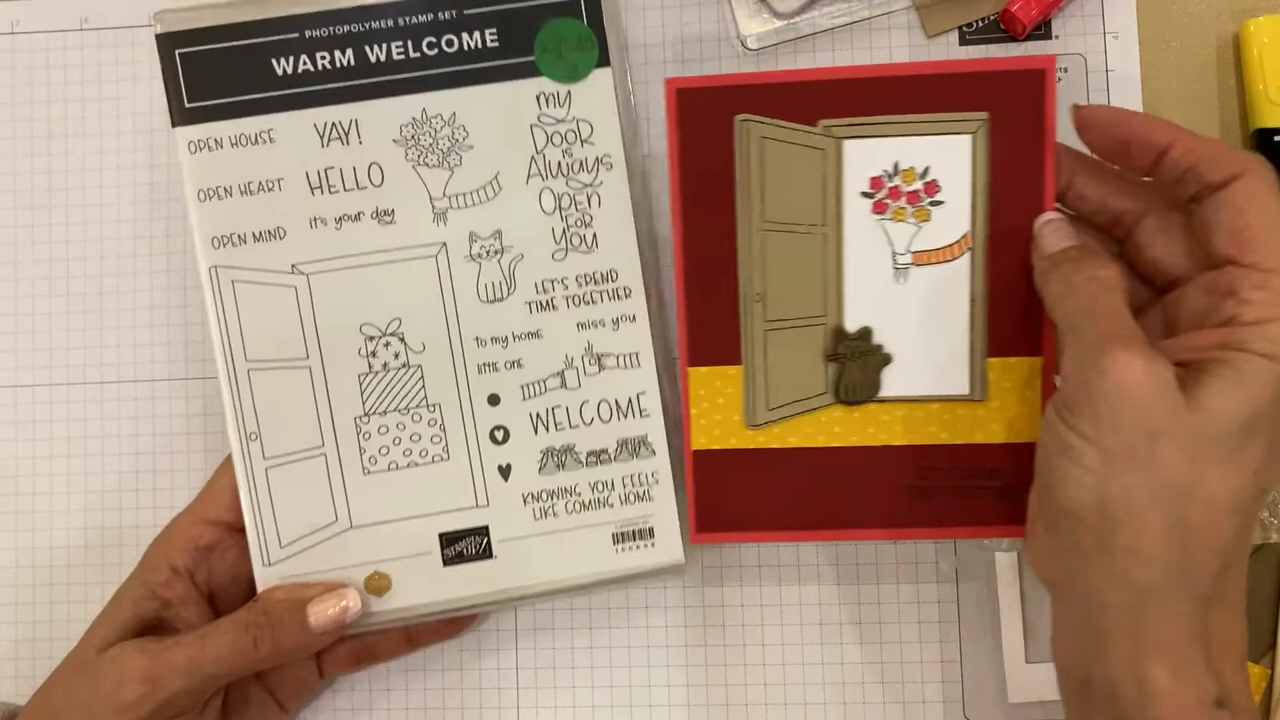 PHOTOPOLYMER STAMP SET
WARM WELCOME
OPEN HOUSE
YAY!
OPEN HEART
HELLO
it's your day
OPEN MIND
my
DOOR
is
Always
OPEN
FOR
you
LET'S SPEND
TIME TOGETHER
to my home
miss you
little one
WELCOME
KNOWING YOU FEELS
LIKE COMING HOME
STAMPIN' UP!